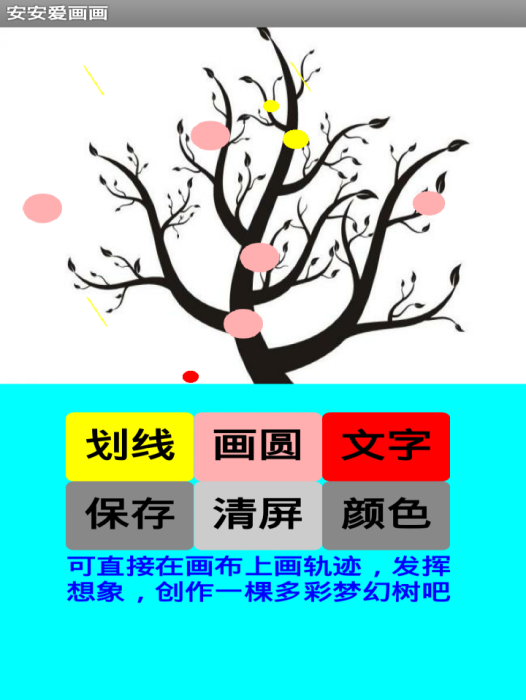 安安爱画画
划线 画圆 文字
保存 清屏 颜色
可直接在画布上画轨迹，发挥
想象，创作一棵多彩梦幻树吧